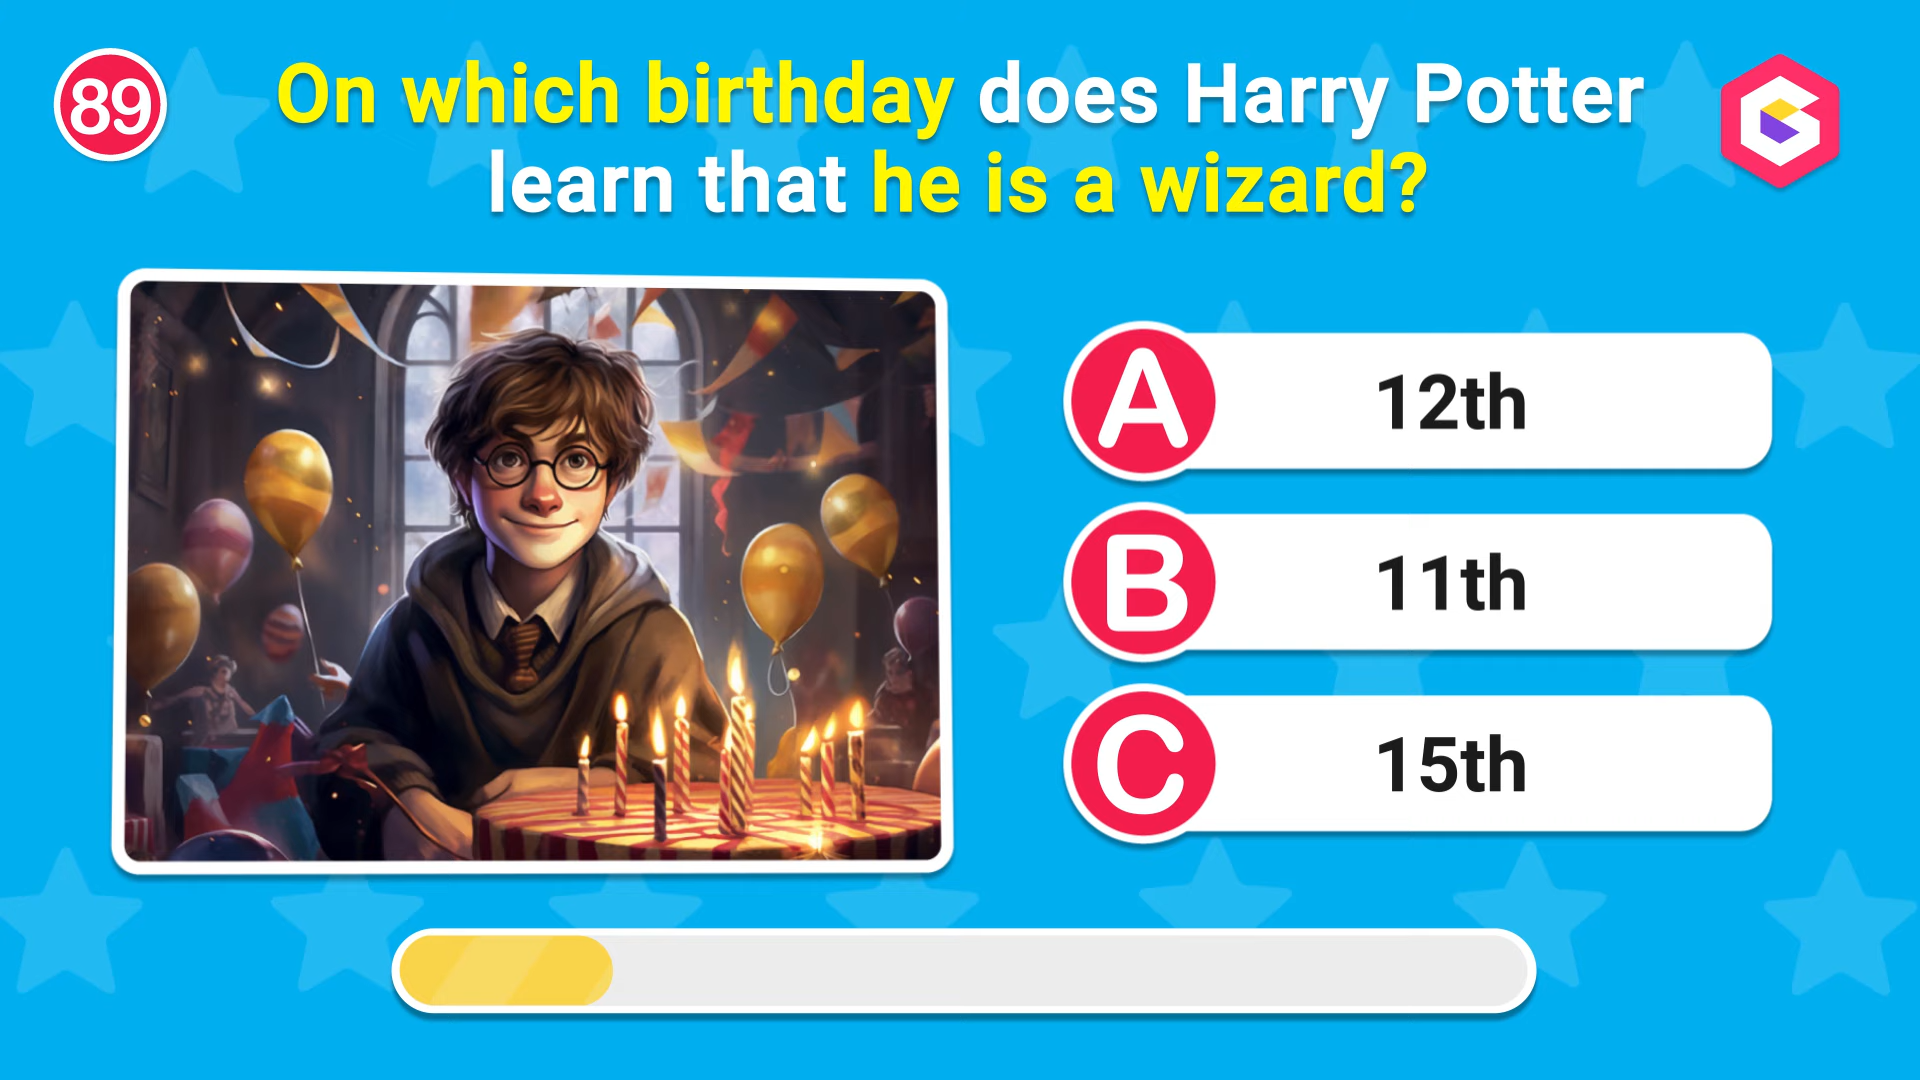 89
On which birthday does Harry Potter
learn that he is a wizard?
A 12th
B 11th
C 15th